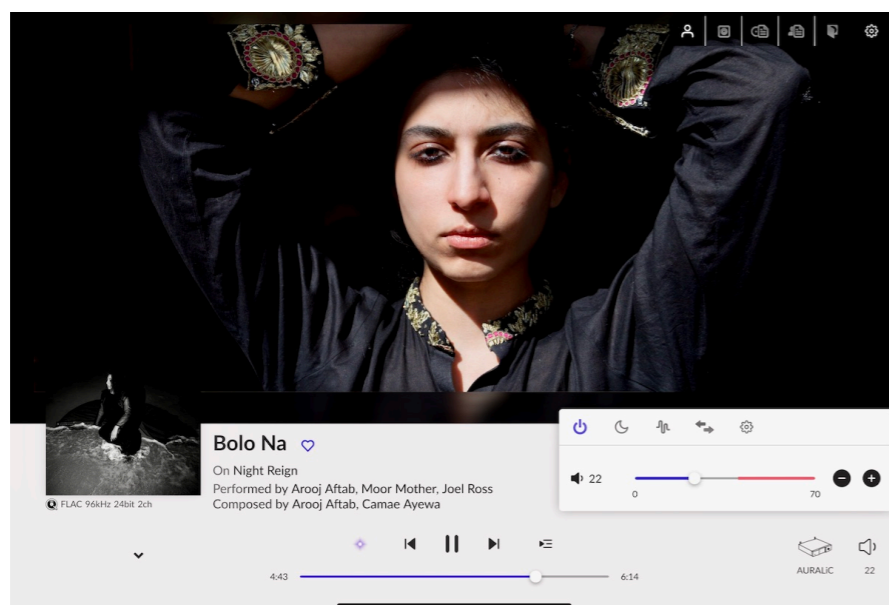 Bolo Na
On Night Reign
Performed by Arooj Aftab, Moor Mother, Joel Ross
Composed by Arooj Aftab, Camae Ayewa
FLAC 96kHz 24bit 2ch
22
0
70
4:43
6:14
AURALiC
22